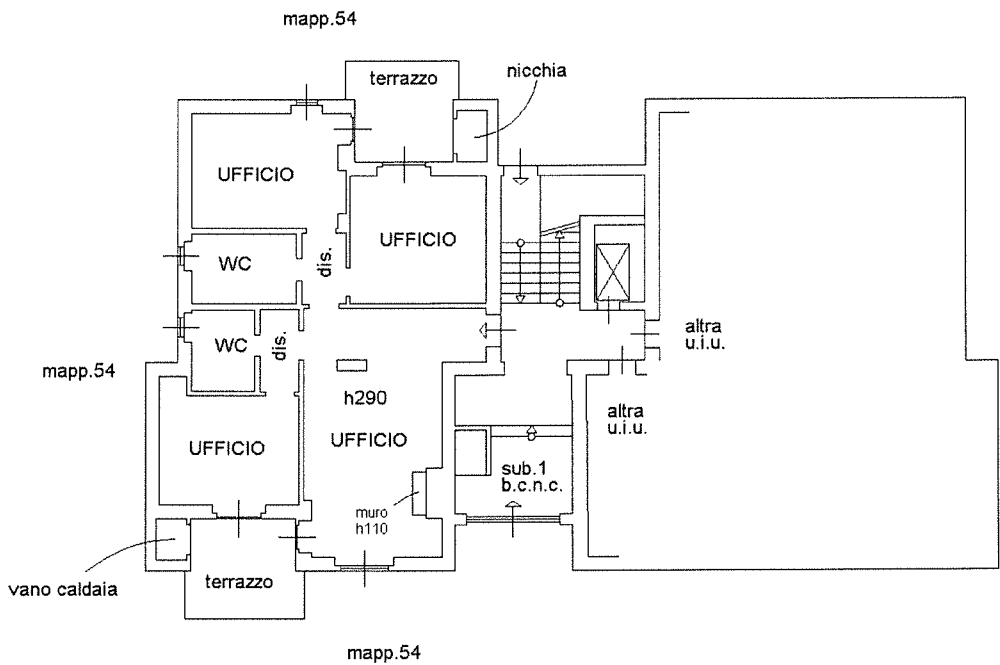 mapp.54
terrazzo
nicchia
UFFICIO
UFFICIO
dis.
WC
WC
dis.
altra
u.i.u.
mapp.54
h290
UFFICIO
altra
u.i.u.
UFFICIO
sub.1
b.c.n.c.
muro
h110
vano caldaia
terrazzo
mapp.54